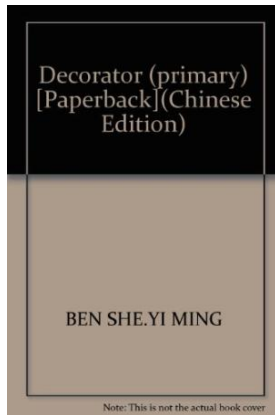 Decorator (primary)
[Paperback](Chinese
Edition)
BEN SHE.YI MING
Note: This is not the actual book cover